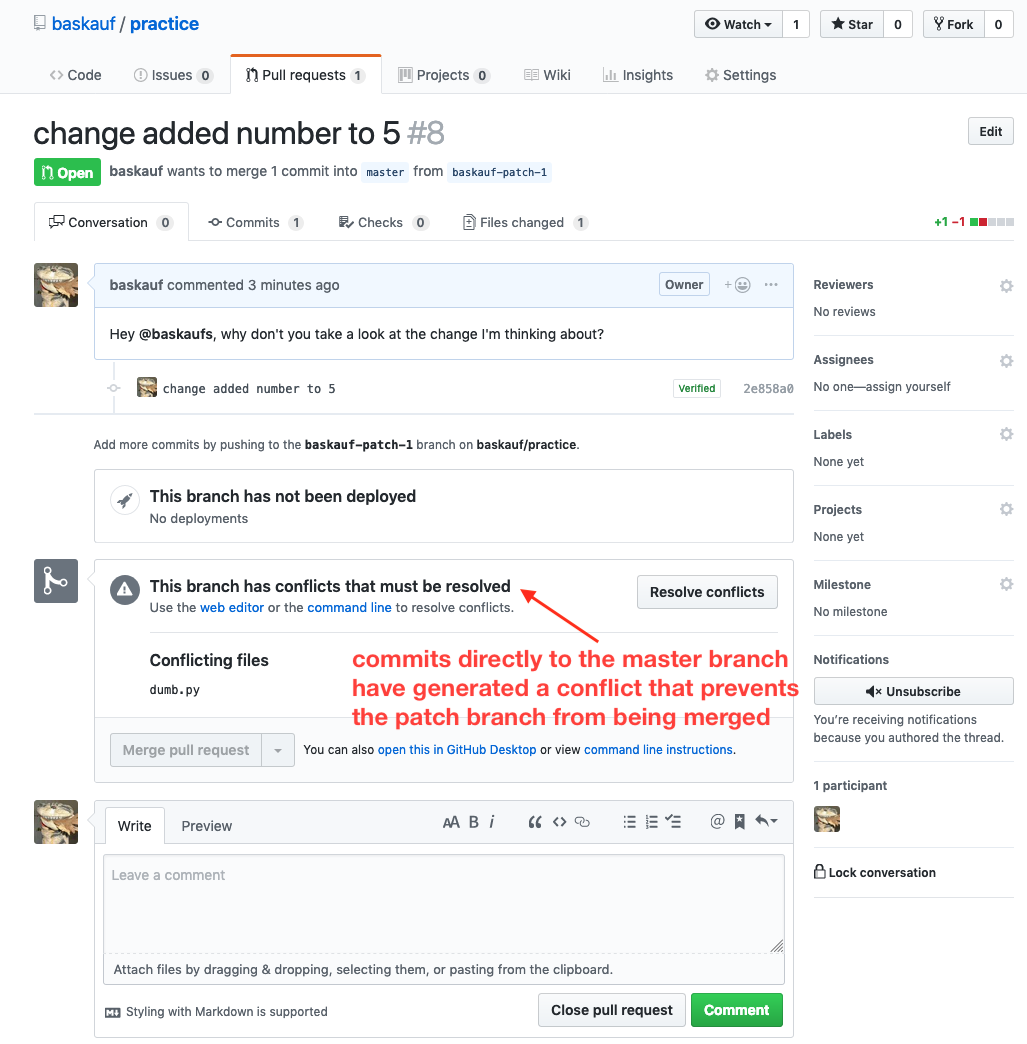 baskauf / practice
Watch 1 Star 0 Fork 0
Code Issues 0 Pull requests 1 Projects 0 Wiki Insights Settings
change added number to 5 #8
Edit
Open baskauf wants to merge 1 commit into master from baskauf-patch-1
Conversation 0 Commits 1 Checks 0 Files changed 1 +1 −1
baskauf commented 3 minutes ago Owner + ...
Hey @baskaufs, why don't you take a look at the change I'm thinking about?
change added number to 5 Verified 2e858a0
Add more commits by pushing to the baskauf-patch-1 branch on baskauf/practice.
This branch has not been deployed
No deployments
This branch has conflicts that must be resolved
Use the web editor or the command line to resolve conflicts.
Resolve conflicts
Conflicting files
dumb.py
commits directly to the master branch
have generated a conflict that prevents
the patch branch from being merged
Merge pull request You can also open this in GitHub Desktop or view command line instructions.
Write Preview AA B i “ <> @
Leave a comment
Attach files by dragging & dropping, selecting them, or pasting from the clipboard.
Styling with Markdown is supported
Close pull request Comment
Reviewers
No reviews
Assignees
No one—assign yourself
Labels
None yet
Projects
None yet
Milestone
No milestone
Notifications
Unsubscribe
You’re receiving notifications
because you authored the thread.
1 participant
Lock conversation